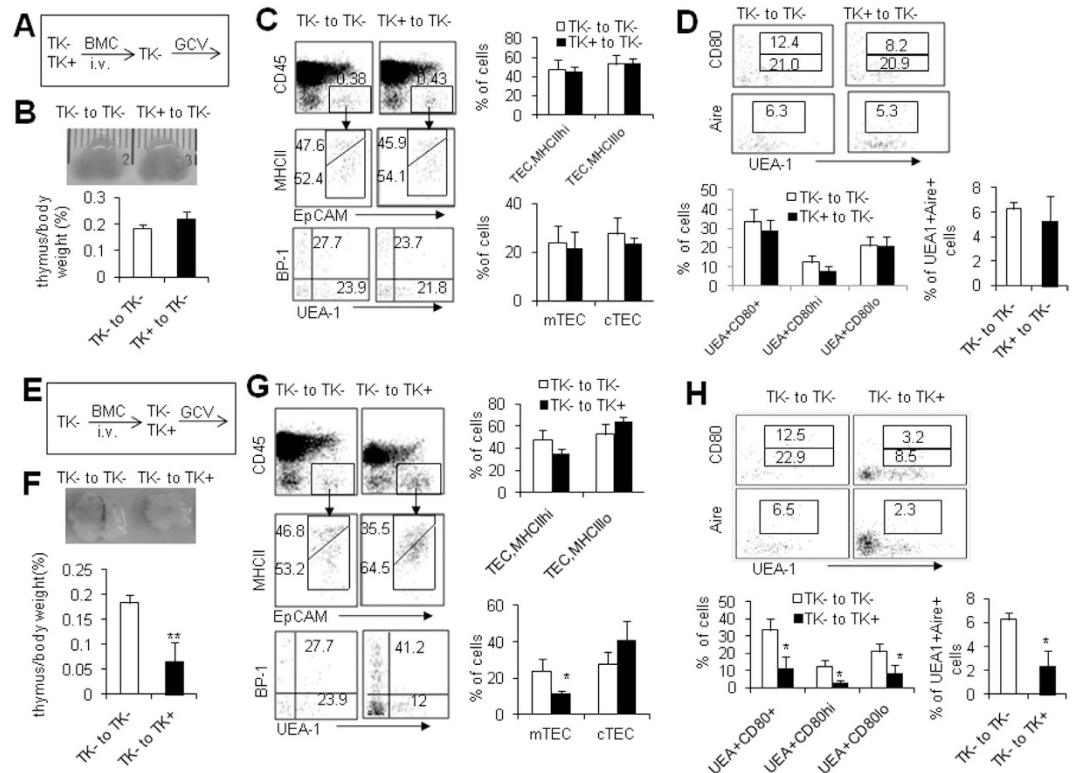 A
TK-
TK+
BMC
i.v.
TK-
GCV
B
TK- to TK-
TK+ to TK-
2
3
thymus/body
weight (%)
0.3
0.2
0.1
0
TK- to TK-
TK+ to TK-
C
TK- to TK-
TK+ to TK-
CD45
0.38
0.43
MHCII
47.6
52.4
45.9
54.1
EpCAM
BP-1
27.7
23.9
23.7
21.8
UEA-1
TK- to TK-
TK+ to TK-
% of cells
80
60
40
20
0
TEC,MHCIIhi
TEC,MHCIIlo
%of cells
40
20
0
mTEC
cTEC
D
TK- to TK-
TK+ to TK-
CD80
12.4
21.0
8.2
20.9
Aire
6.3
5.3
UEA-1
TK- to TK-
TK+ to TK-
% of cells
50
40
30
20
10
0
UEA+CD80+
UEA+CD80hi
UEA+CD80lo
% of UEA1+Aire+
cells
8
6
4
2
0
TK- to TK-
TK+ to TK-
E
TK-
BMC
i.v.
TK-
TK+
GCV
F
TK- to TK-
TK- to TK+
thymus/body weight(%)
0.25
0.2
0.15
0.1
0.05
0
**
TK- to TK-
TK- to TK+
G
TK- to TK-
TK- to TK+
CD45
MHCII
46.8
53.2
35.5
64.5
EpCAM
BP-1
27.7
23.9
41.2
12
UEA-1
TK- to TK-
TK- to TK+
% of cells
80
60
40
20
0
TEC,MHCIIhi
TEC,MHCIIlo
% of cells
60
40
20
0
*
mTEC
cTEC
H
TK- to TK-
TK- to TK+
CD80
12.5
22.9
3.2
8.5
Aire
6.5
2.3
UEA-1
TK- to TK-
TK- to TK+
% of cells
50
40
30
20
10
0
*
*
*
UEA+CD80+
UEA+CD80hi
UEA+CD80lo
% of UEA1+Aire+
cells
8
6
4
2
0
*
TK- to TK-
TK- to TK+